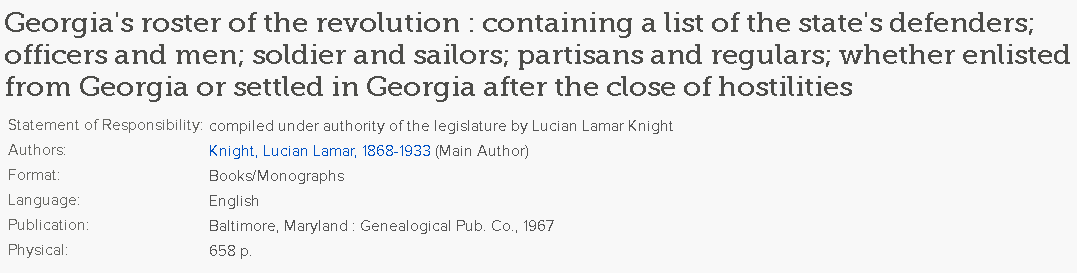 Georgia's roster of the revolution : containing a list of the state's defenders;
officers and men; soldier and sailors; partisans and regulars; whether enlisted
from Georgia or settled in Georgia after the close of hostilities
Statement of Responsibility: compiled under authority of the legislature by Lucian Lamar Knight
Authors: Knight, Lucian Lamar, 1868-1933 (Main Author)
Format: Books/Monographs
Language: English
Publication: Baltimore, Maryland : Genealogical Pub. Co., 1967
Physical: 658 p.